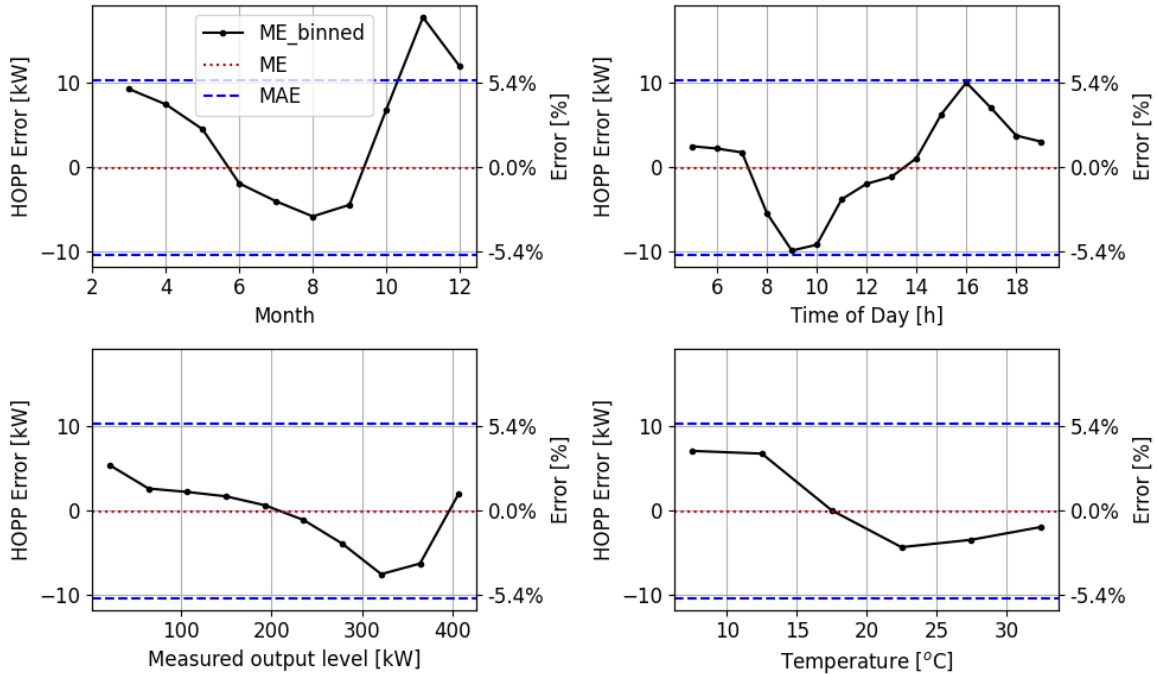 ME_binned
ME
MAE
HOPP Error [kW]
10
0
−10
5.4%
0.0%
-5.4%
Error [%]
2 4 6 8 10 12
Month
HOPP Error [kW]
10
0
−10
5.4%
0.0%
-5.4%
Error [%]
6 8 10 12 14 16 18
Time of Day [h]
HOPP Error [kW]
10
0
−10
5.4%
0.0%
-5.4%
Error [%]
100 200 300 400
Measured output level [kW]
HOPP Error [kW]
10
0
−10
5.4%
0.0%
-5.4%
Error [%]
10 15 20 25 30
Temperature [°C]